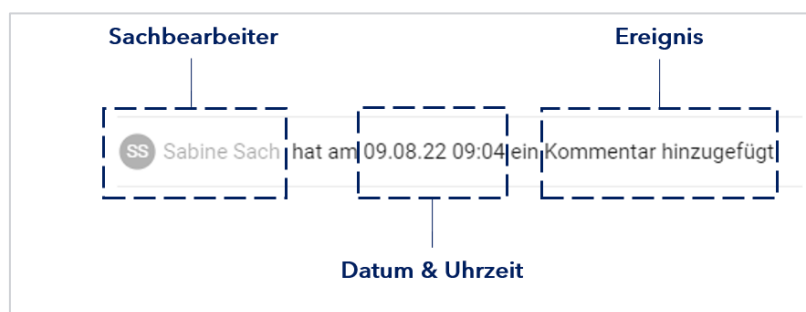 Sachbearbeiter
Ereignis
SS Sabine Sach hat am 09.08.22 09:04 ein Kommentar hinzugefügt
Datum & Uhrzeit